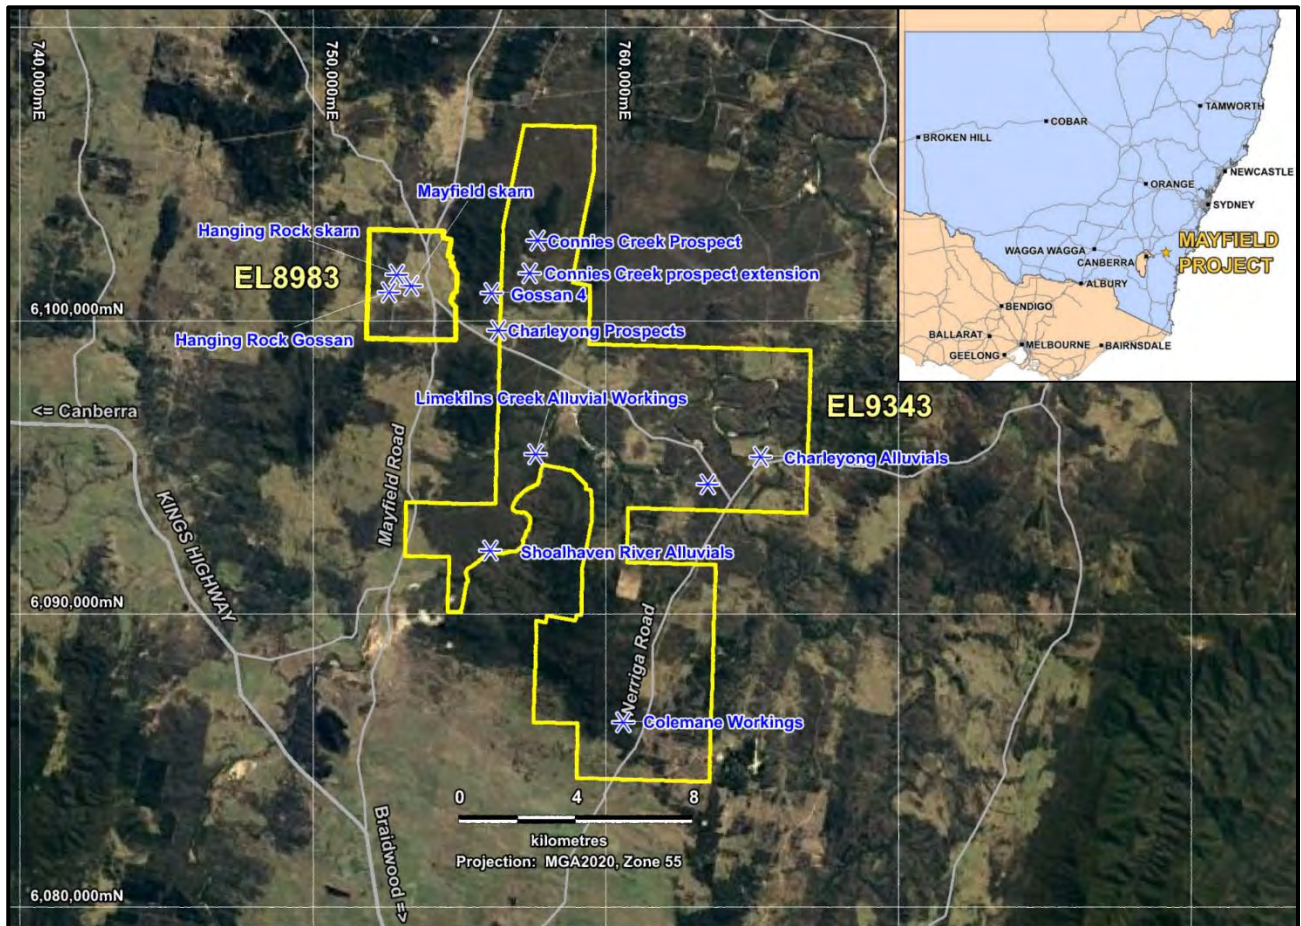 740,000mE
750,000mE
760,000mE
TAMWORTH
COBAR
BROKEN HILL
NEWCASTLE
ORANGE
SYDNEY
WAGGA WAGGA
CANBERRA
MAYFIELD
PROJECT
ALBURY
BENDIGO
BALLARAT
MELBOURNE
BAIRNSDALE
GEELONG
Mayfield skarn
Hanging Rock skarn
Connies Creek Prospect
EL8983
Connies Creek prospect extension
Gossan 4
6,100,000mN
Charleyong Prospects
Hanging Rock Gossan
Limekilns Creek Alluvial Workings
EL9343
<= Canberra
Charleyong Alluvials
Mayfield Road
KINGS HIGHWAY
Shoalhaven River Alluvials
6,090,000mN
Nerriga Road
Colemane Workings
0 4 8
kilometres
Projection: MGA2020, Zone 55
Braidwood =>
6,080,000mN